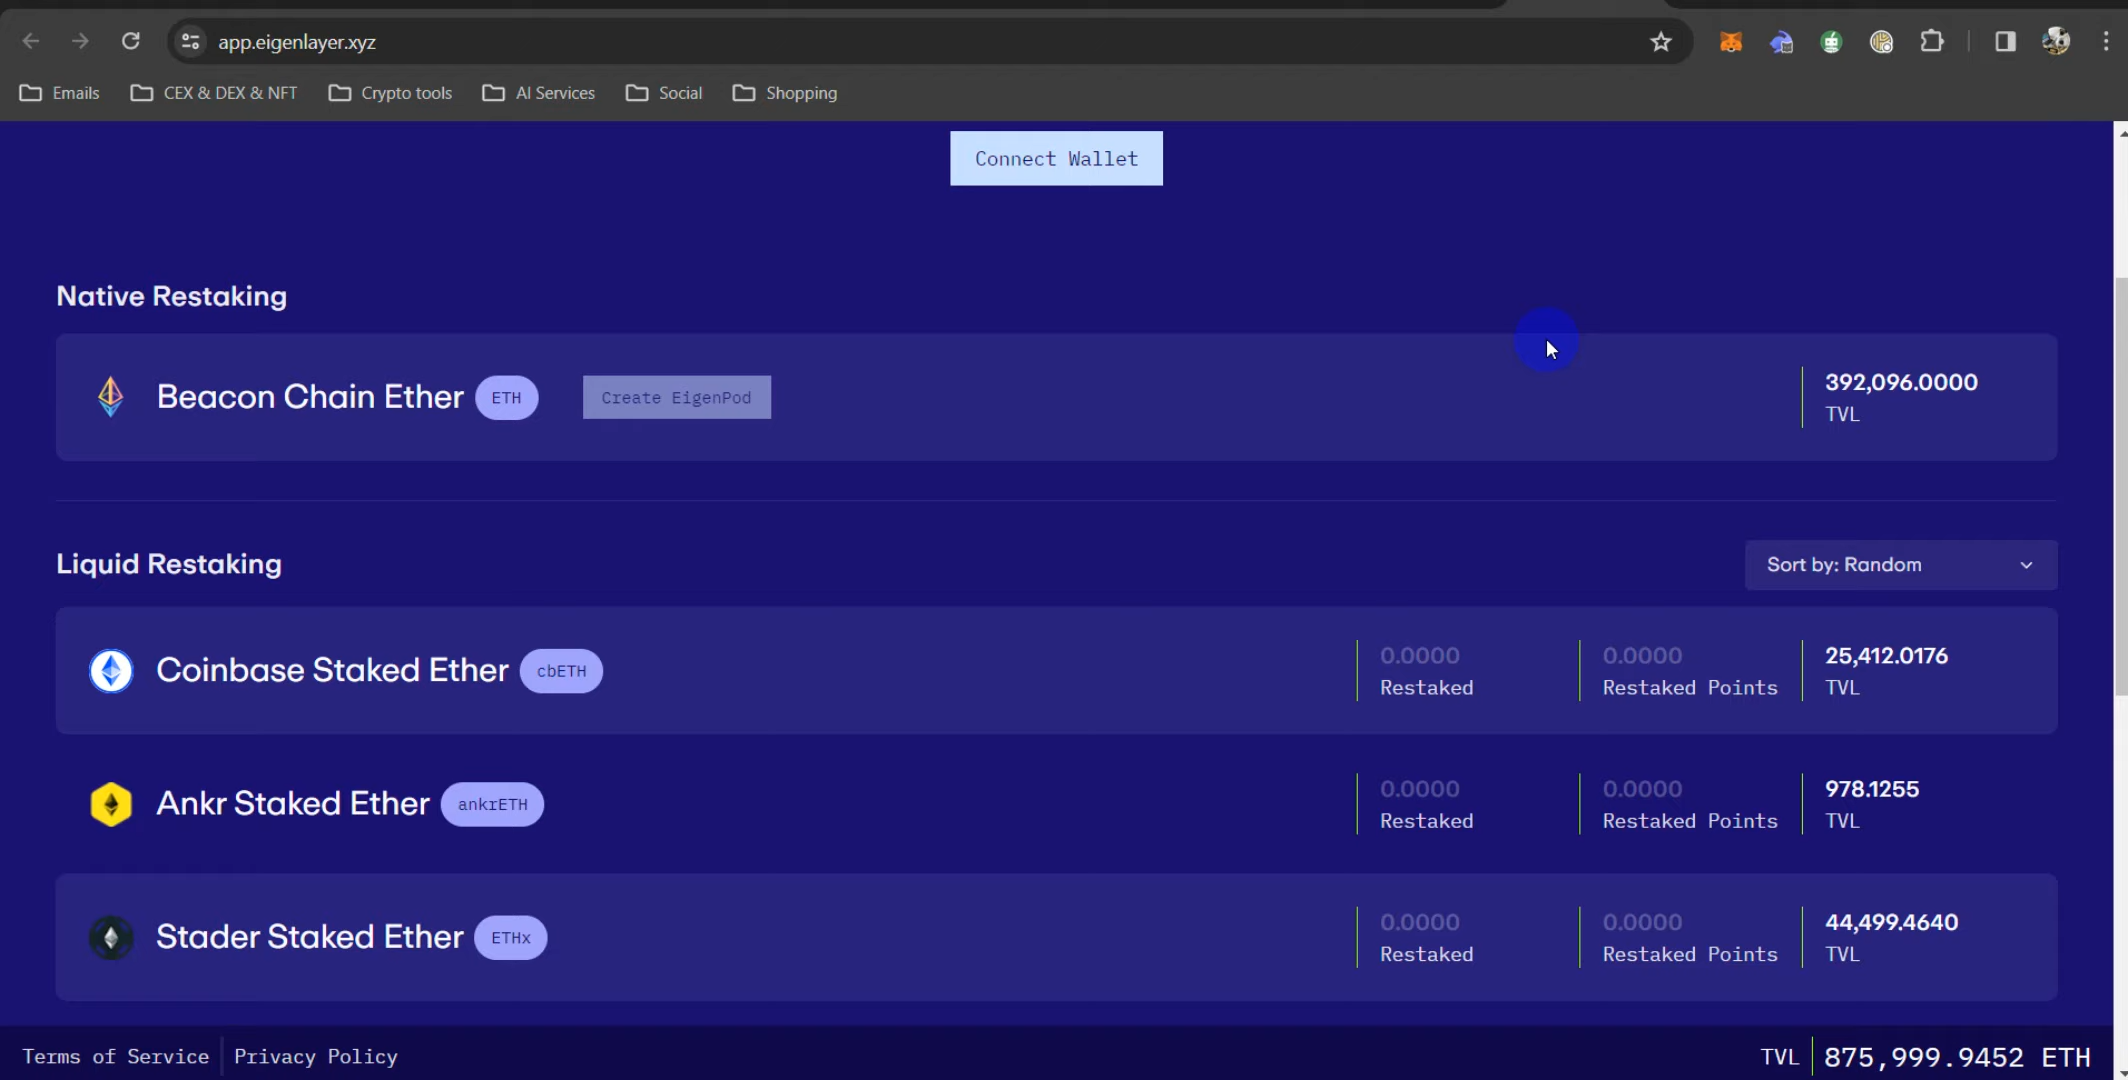 app.eigenlayer.xyz
Emails CEX & DEX & NFT Crypto tools AI Services Social Shopping
Connect Wallet
Native Restaking
Beacon Chain Ether ETH Create EigenPod
392,096.0000
TVL
Liquid Restaking
Sort by: Random
Coinbase Staked Ether cbETH
0.0000
Restaked
0.0000
Restaked Points
25,412.0176
TVL
Ankr Staked Ether ankrETH
0.0000
Restaked
0.0000
Restaked Points
978.1255
TVL
Stader Staked Ether ETHx
0.0000
Restaked
0.0000
Restaked Points
44,499.4640
TVL
Terms of Service Privacy Policy
TVL 875,999.9452 ETH